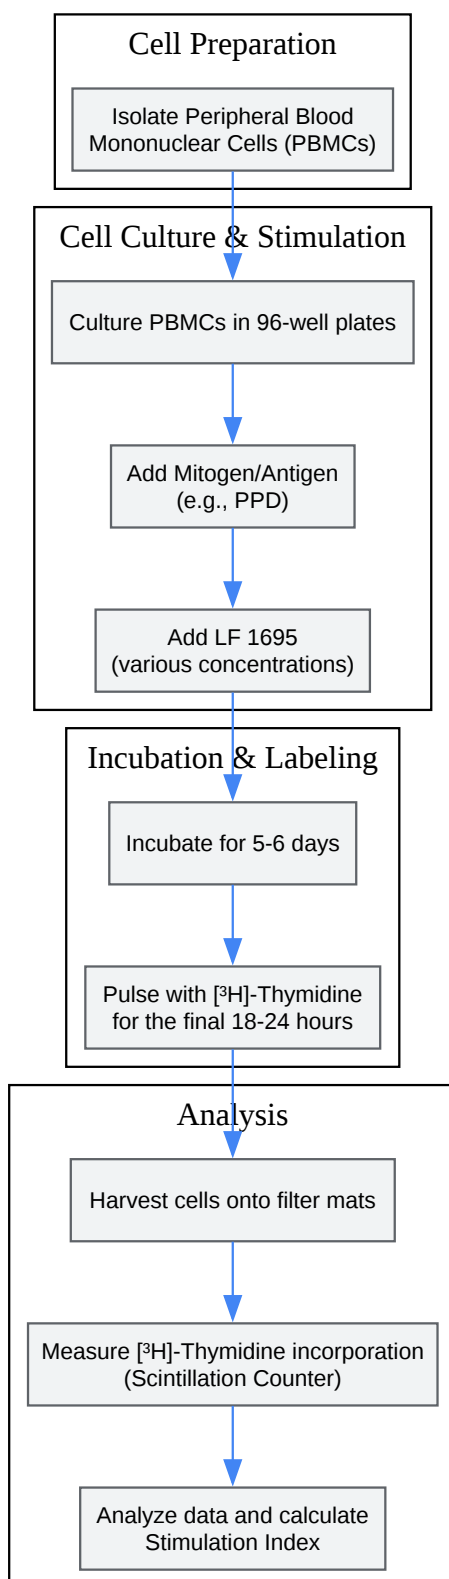 Cell Preparation
Isolate Peripheral Blood
Mononuclear Cells (PBMCs)
Cell Culture & Stimulation
Culture PBMCs in 96-well plates
Add Mitogen/Antigen
(e.g., PPD)
Add LF 1695
(various concentrations)
Incubation & Labeling
Incubate for 5-6 days
Pulse with [³H]-Thymidine
for the final 18-24 hours
Analysis
Harvest cells onto filter mats
Measure [³H]-Thymidine incorporation
(Scintillation Counter)
Analyze data and calculate
Stimulation Index